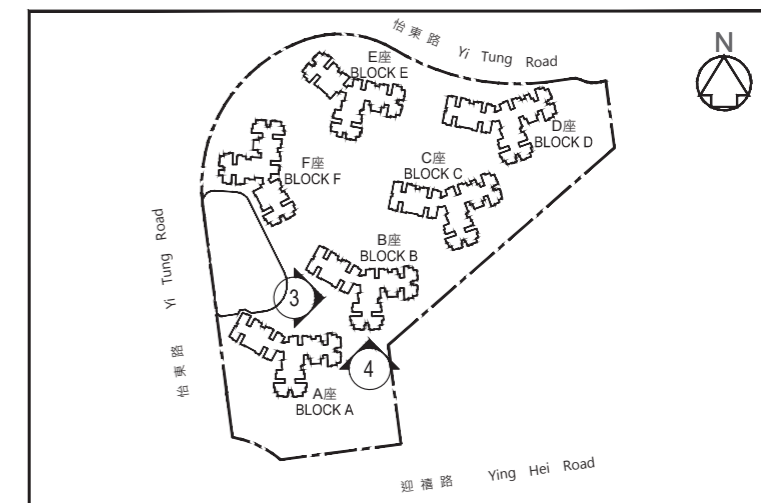 怡東路 Yi Tung Road
N
E座
BLOCK E
D座
BLOCK D
C座
BLOCK C
F座
BLOCK F
B座
BLOCK B
怡東路 Yi Tung Road
3
4
A座
BLOCK A
迎禧路 Ying Hei Road